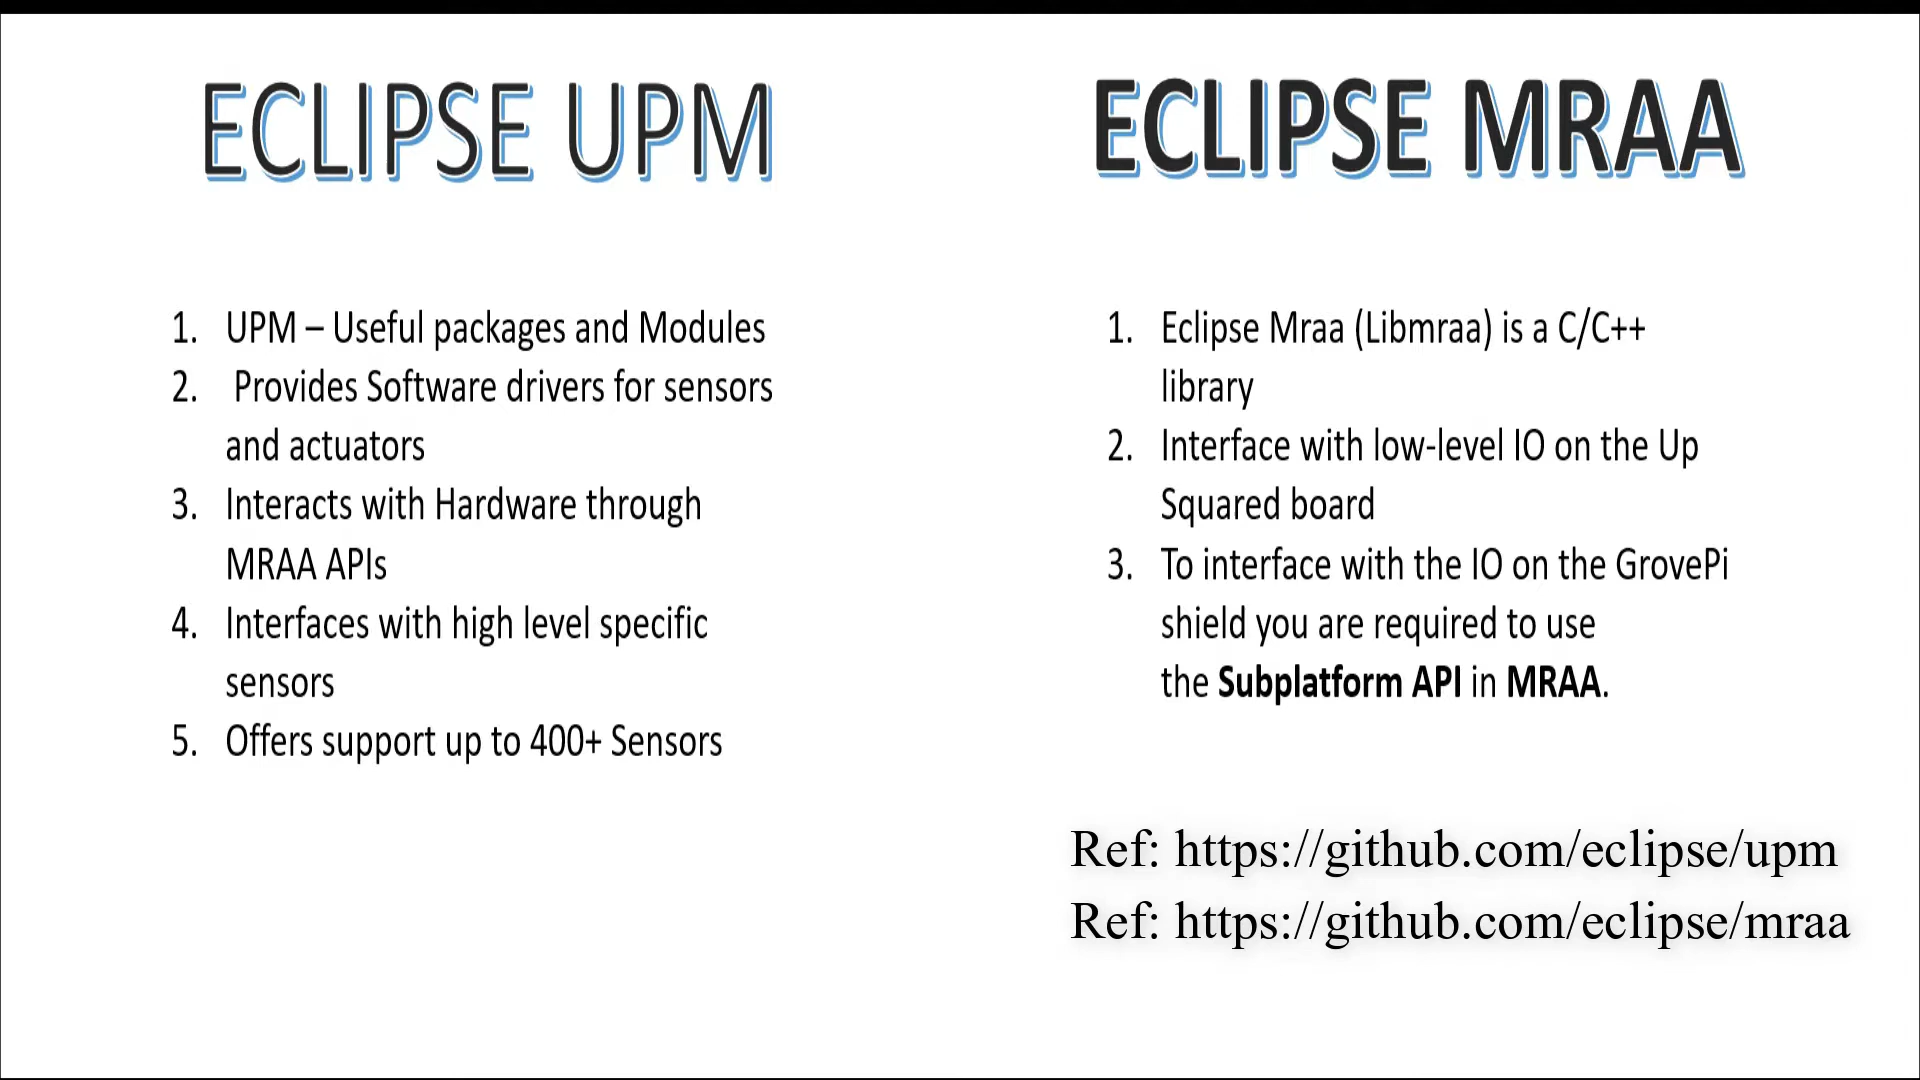 ECLIPSE UPM
1. UPM – Useful packages and Modules
2. Provides Software drivers for sensors
and actuators
3. Interacts with Hardware through
MRAA APIs
4. Interfaces with high level specific
sensors
5. Offers support up to 400+ Sensors
ECLIPSE MRAA
1. Eclipse Mraa (Libmraa) is a C/C++
library
2. Interface with low-level IO on the Up
Squared board
3. To interface with the IO on the GrovePi
shield you are required to use
the Subplatform API in MRAA.
Ref: https://github.com/eclipse/upm
Ref: https://github.com/eclipse/mraa